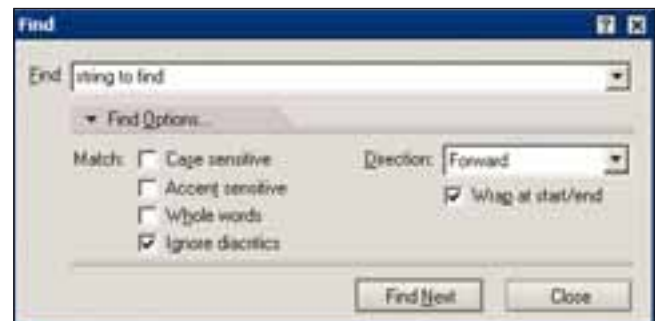 Find
Find string to find
Find Options...
Match: Case sensitive Direction: Forward
Accent sensitive Wrap at start/end
Whole words
Ignore diacritics
Find Next Close